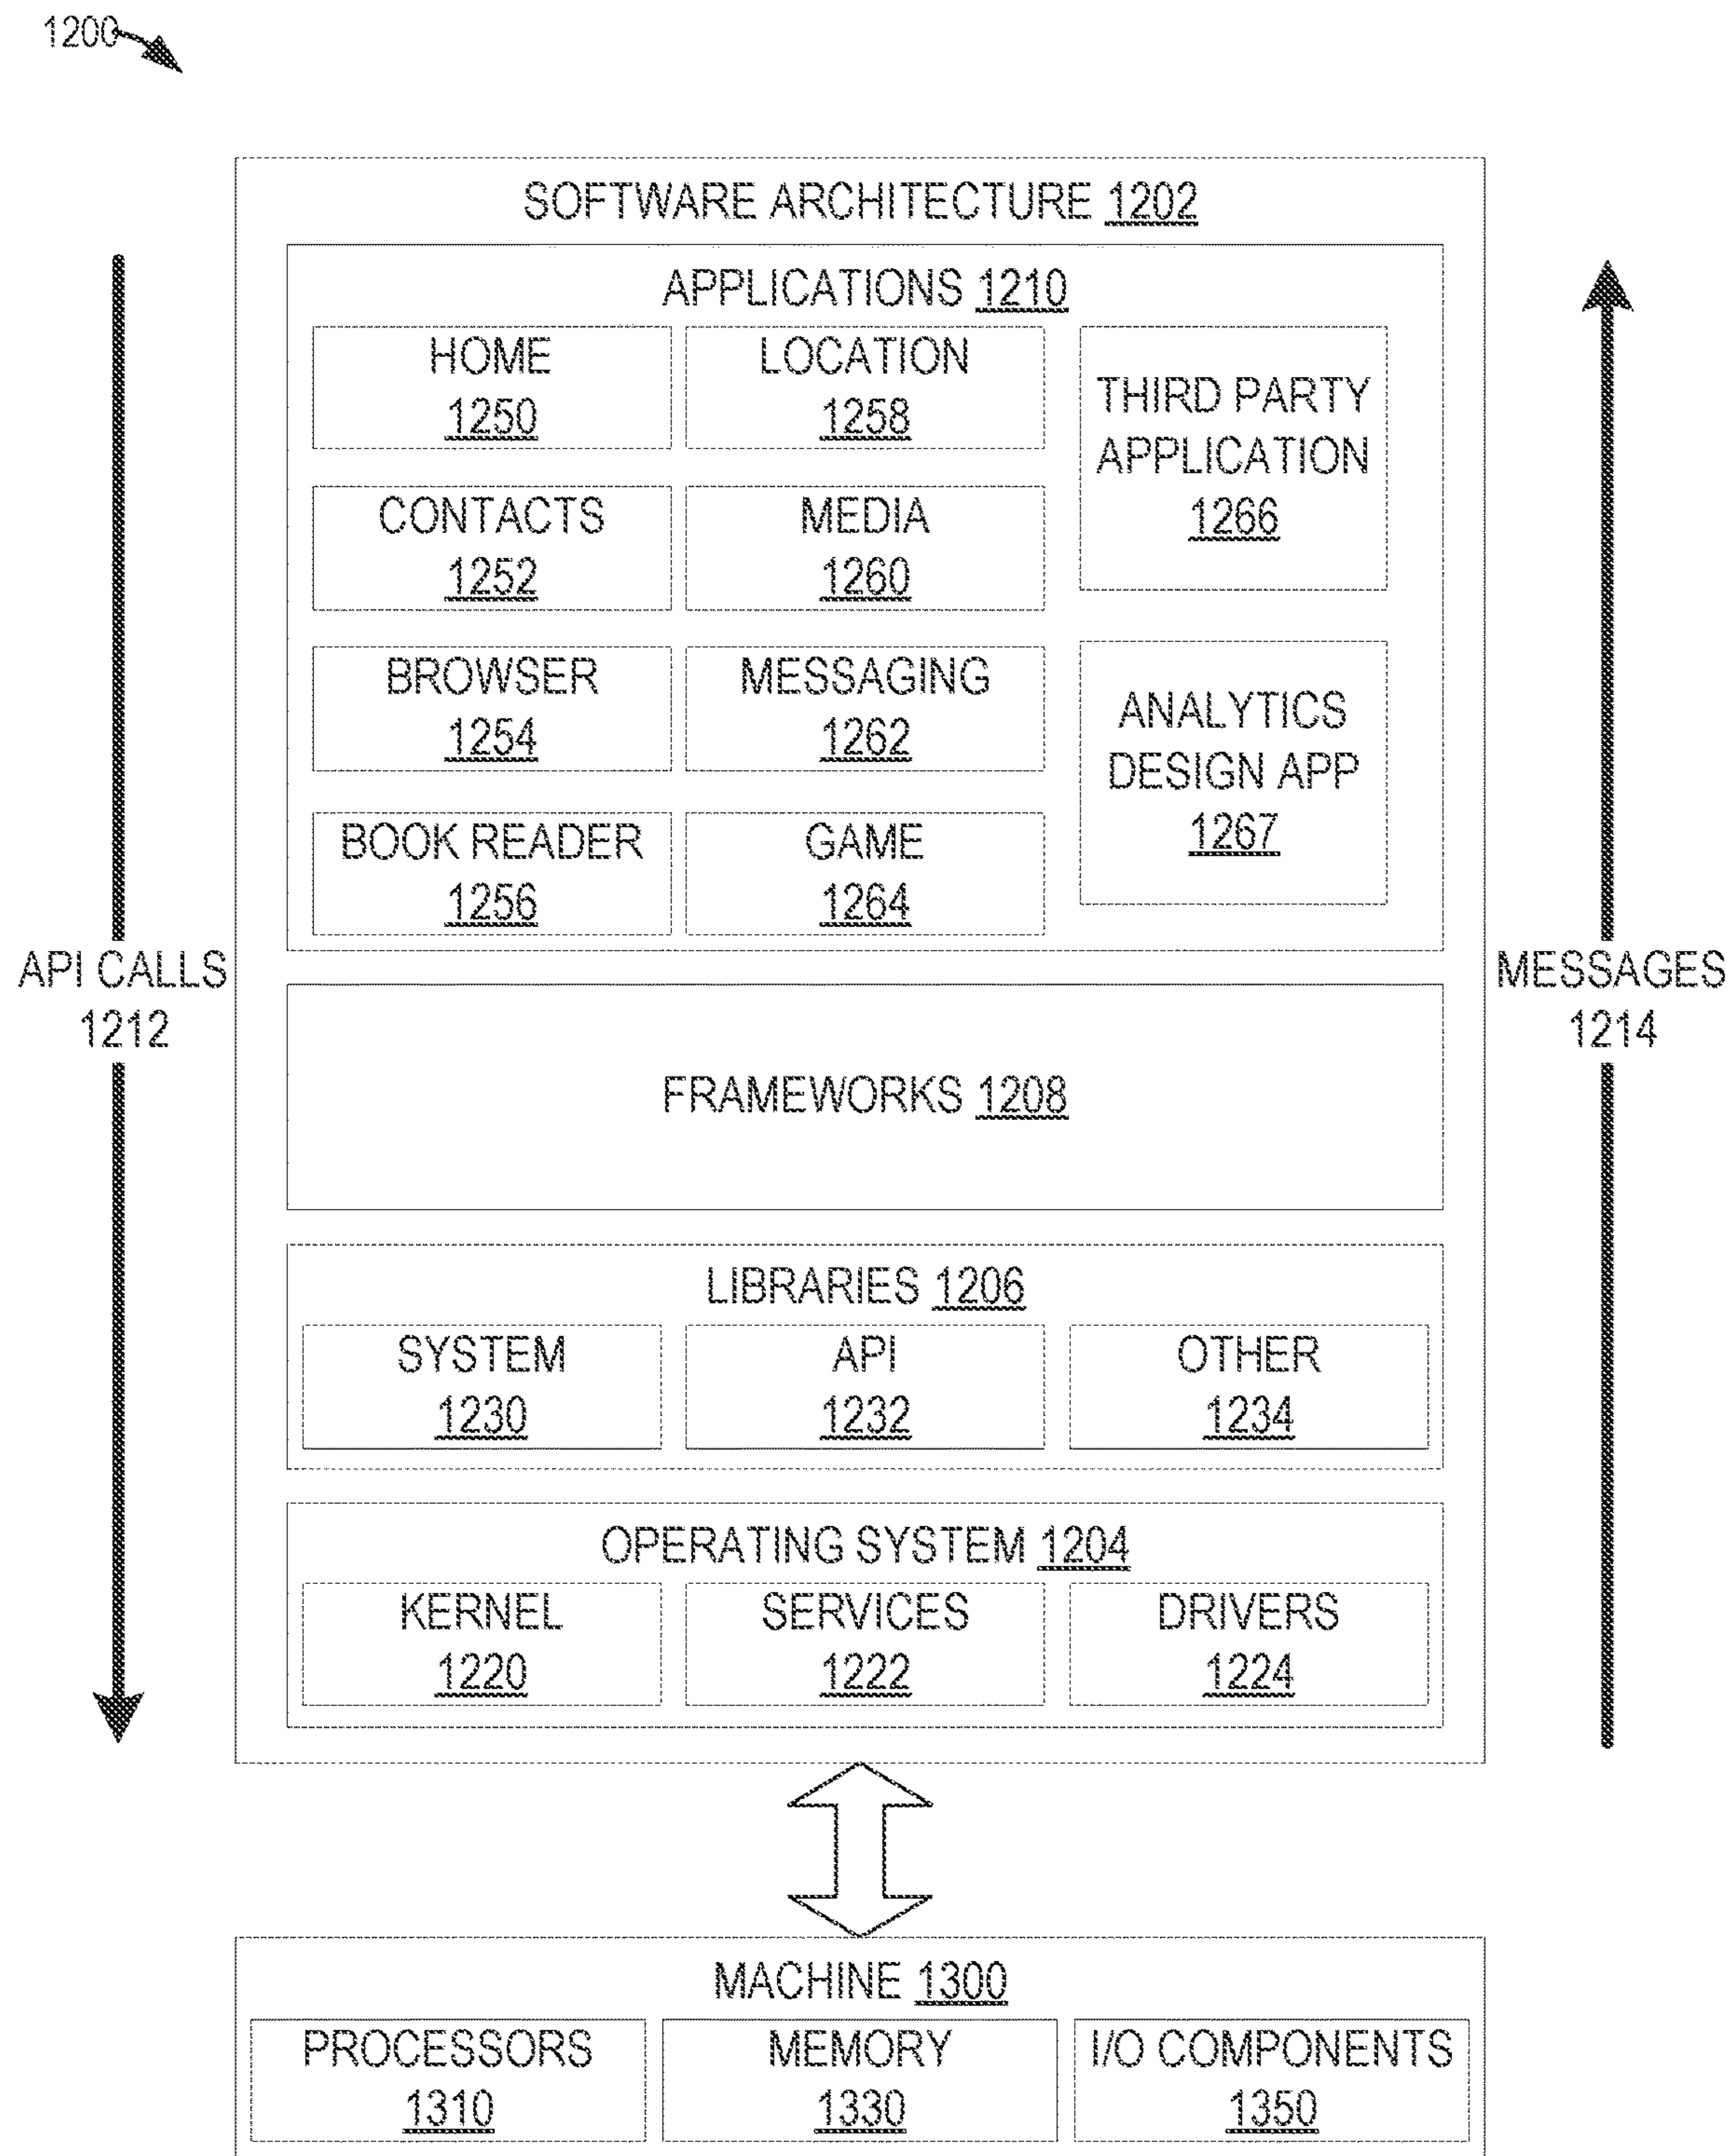 1200
SOFTWARE ARCHITECTURE 1202
APPLICATIONS 1210
HOME
1250
LOCATION
1258
THIRD PARTY
APPLICATION
1266
CONTACTS
1252
MEDIA
1260
BROWSER
1254
MESSAGING
1262
ANALYTICS
DESIGN APP
1267
BOOK READER
1256
GAME
1264
API CALLS
1212
MESSAGES
1214
FRAMEWORKS 1208
LIBRARIES 1206
SYSTEM
1230
API
1232
OTHER
1234
OPERATING SYSTEM 1204
KERNEL
1220
SERVICES
1222
DRIVERS
1224
MACHINE 1300
PROCESSORS
1310
MEMORY
1330
I/O COMPONENTS
1350